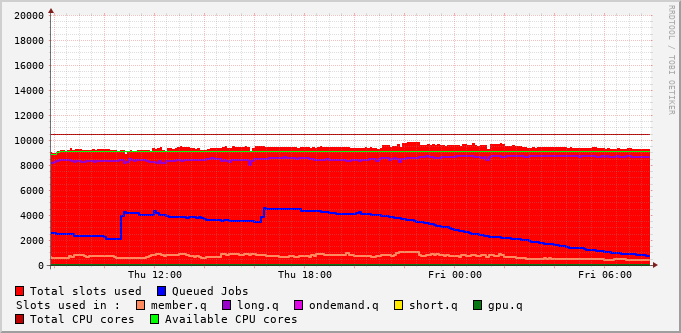 RRDTOOL / TOBI OETIKER
20000
18000
16000
14000
12000
10000
8000
6000
4000
2000
0
Thu 12:00 Thu 18:00 Fri 00:00 Fri 06:00
Total slots used Queued Jobs
Slots used in : member.q long.q ondemand.q short.q gpu.q
Total CPU cores Available CPU cores